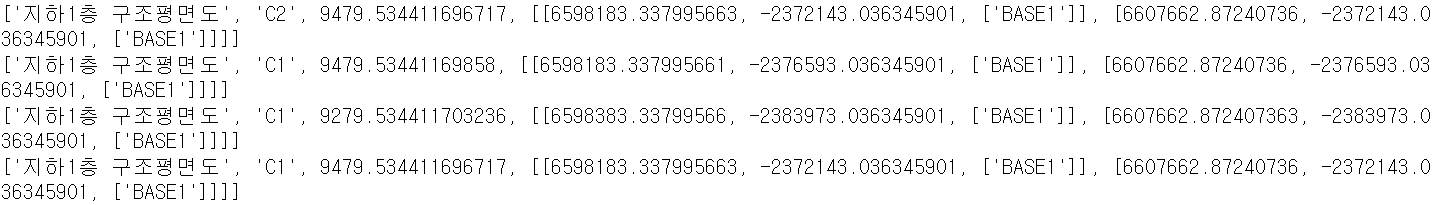 ['지하1층 구조평면도', 'C2', 9479.534411696717, [[6598183.337995663, -2372143.036345901, ['BASE1']], [6607662.87240736, -2372143.0
36345901, ['BASE1']]]]
['지하1층 구조평면도', 'C1', 9479.53441169858, [[6598183.337995661, -2376593.036345901, ['BASE1']], [6607662.87240736, -2376593.03
6345901, ['BASE1']]]]
['지하1층 구조평면도', 'C1', 9279.534411703236, [[6598383.33799566, -2383973.036345901, ['BASE1']], [6607662.872407363, -2383973.0
36345901, ['BASE1']]]]
['지하1층 구조평면도', 'C1', 9479.534411696717, [[6598183.337995663, -2372143.036345901, ['BASE1']], [6607662.87240736, -2372143.0
36345901, ['BASE1']]]]